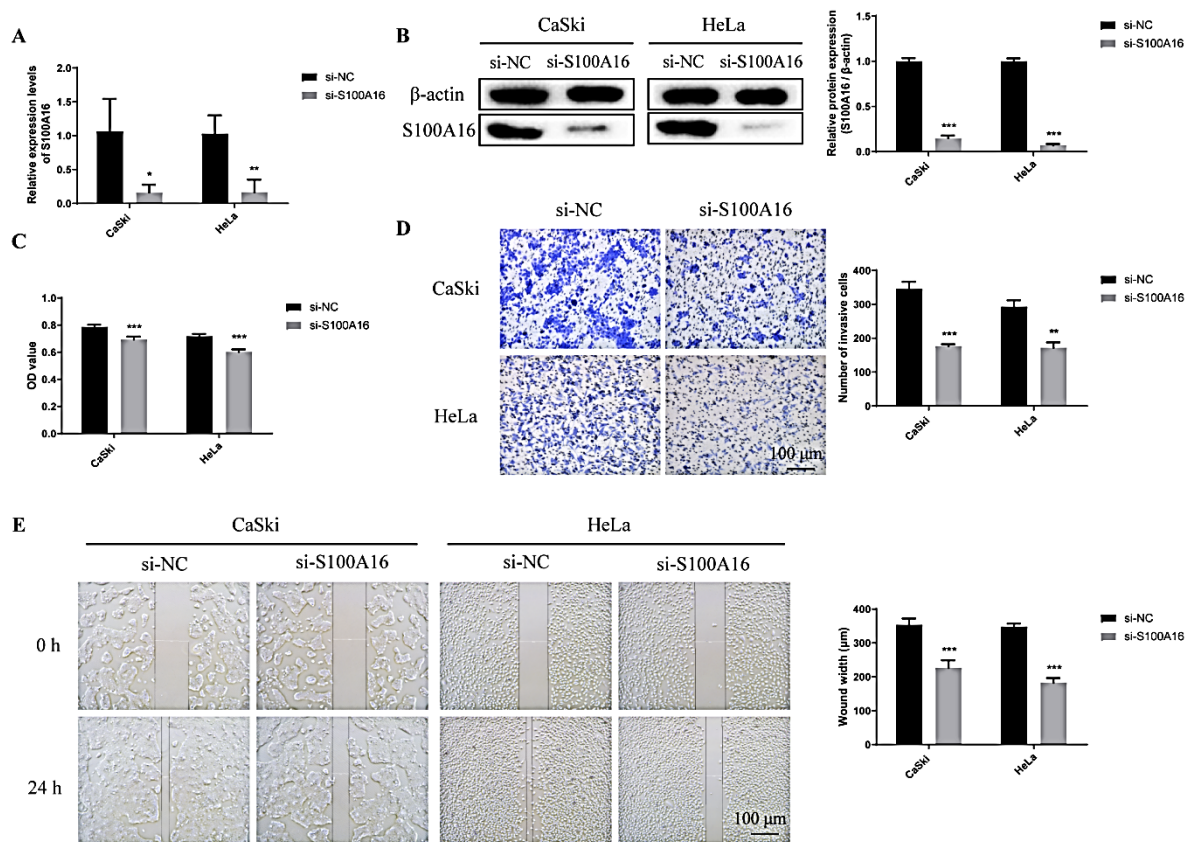 A
Relative expression levels
of S100A16
2.0
1.5
1.0
0.5
0.0
*
**
CaSki
HeLa
si-NC
si-S100A16
B
CaSki
HeLa
si-NC
si-S100A16
si-NC
si-S100A16
β-actin
S100A16
Relative protein expression
(S100A16 / β-actin)
1.5
1.0
0.5
0.0
***
***
CaSki
HeLa
si-NC
si-S100A16
C
OD value
1.0
0.8
0.6
0.4
0.2
0.0
***
***
CaSki
HeLa
si-NC
si-S100A16
D
si-NC
si-S100A16
CaSki
HeLa
100 μm
Number of invasive cells
400
300
200
100
0
***
**
CaSki
HeLa
si-NC
si-S100A16
E
CaSki
HeLa
si-NC
si-S100A16
si-NC
si-S100A16
0 h
24 h
100 μm
Wound width (μm)
400
300
200
100
0
***
***
CaSki
HeLa
si-NC
si-S100A16